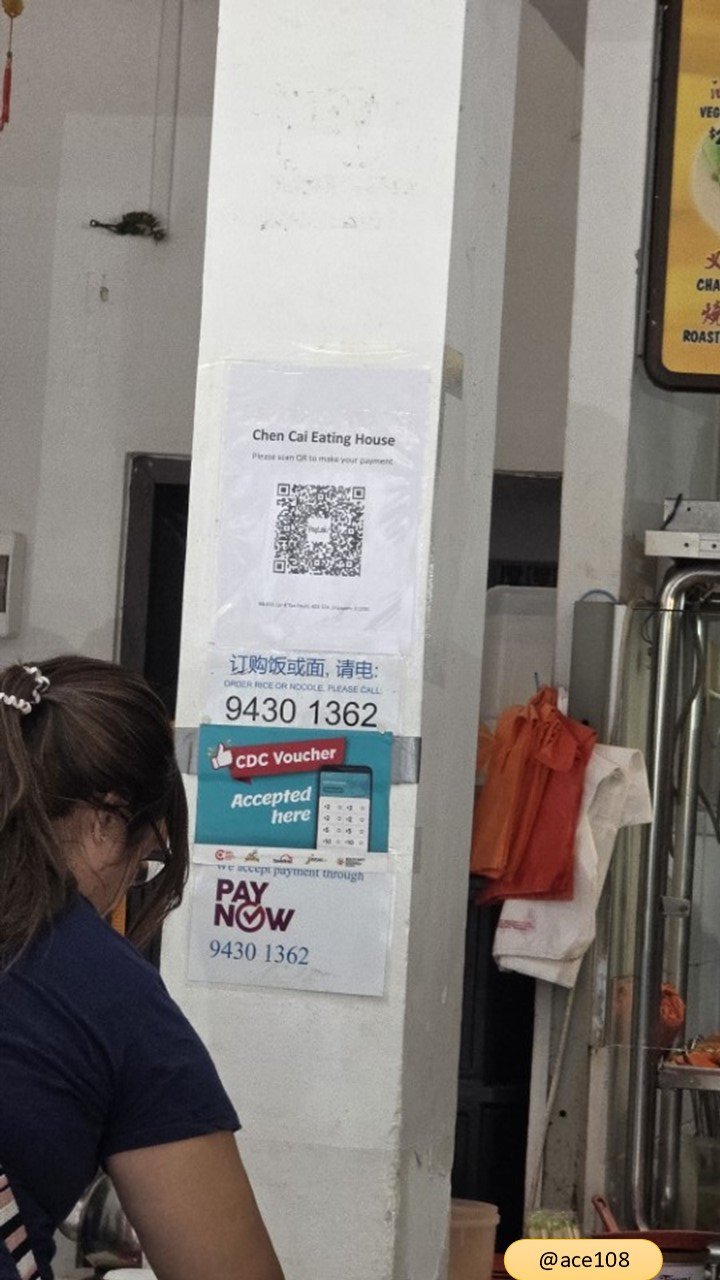 Chen Cai Eating House
Please scan QR to make your payment
订购饭或面, 请电:
ORDER RICE OR NOODLE, PLEASE CALL:
9430 1362
CDC Voucher
Accepted
here
We accept payment through
PAY
NOW
9430 1362
VEG
CHA
ROAST
@ace108